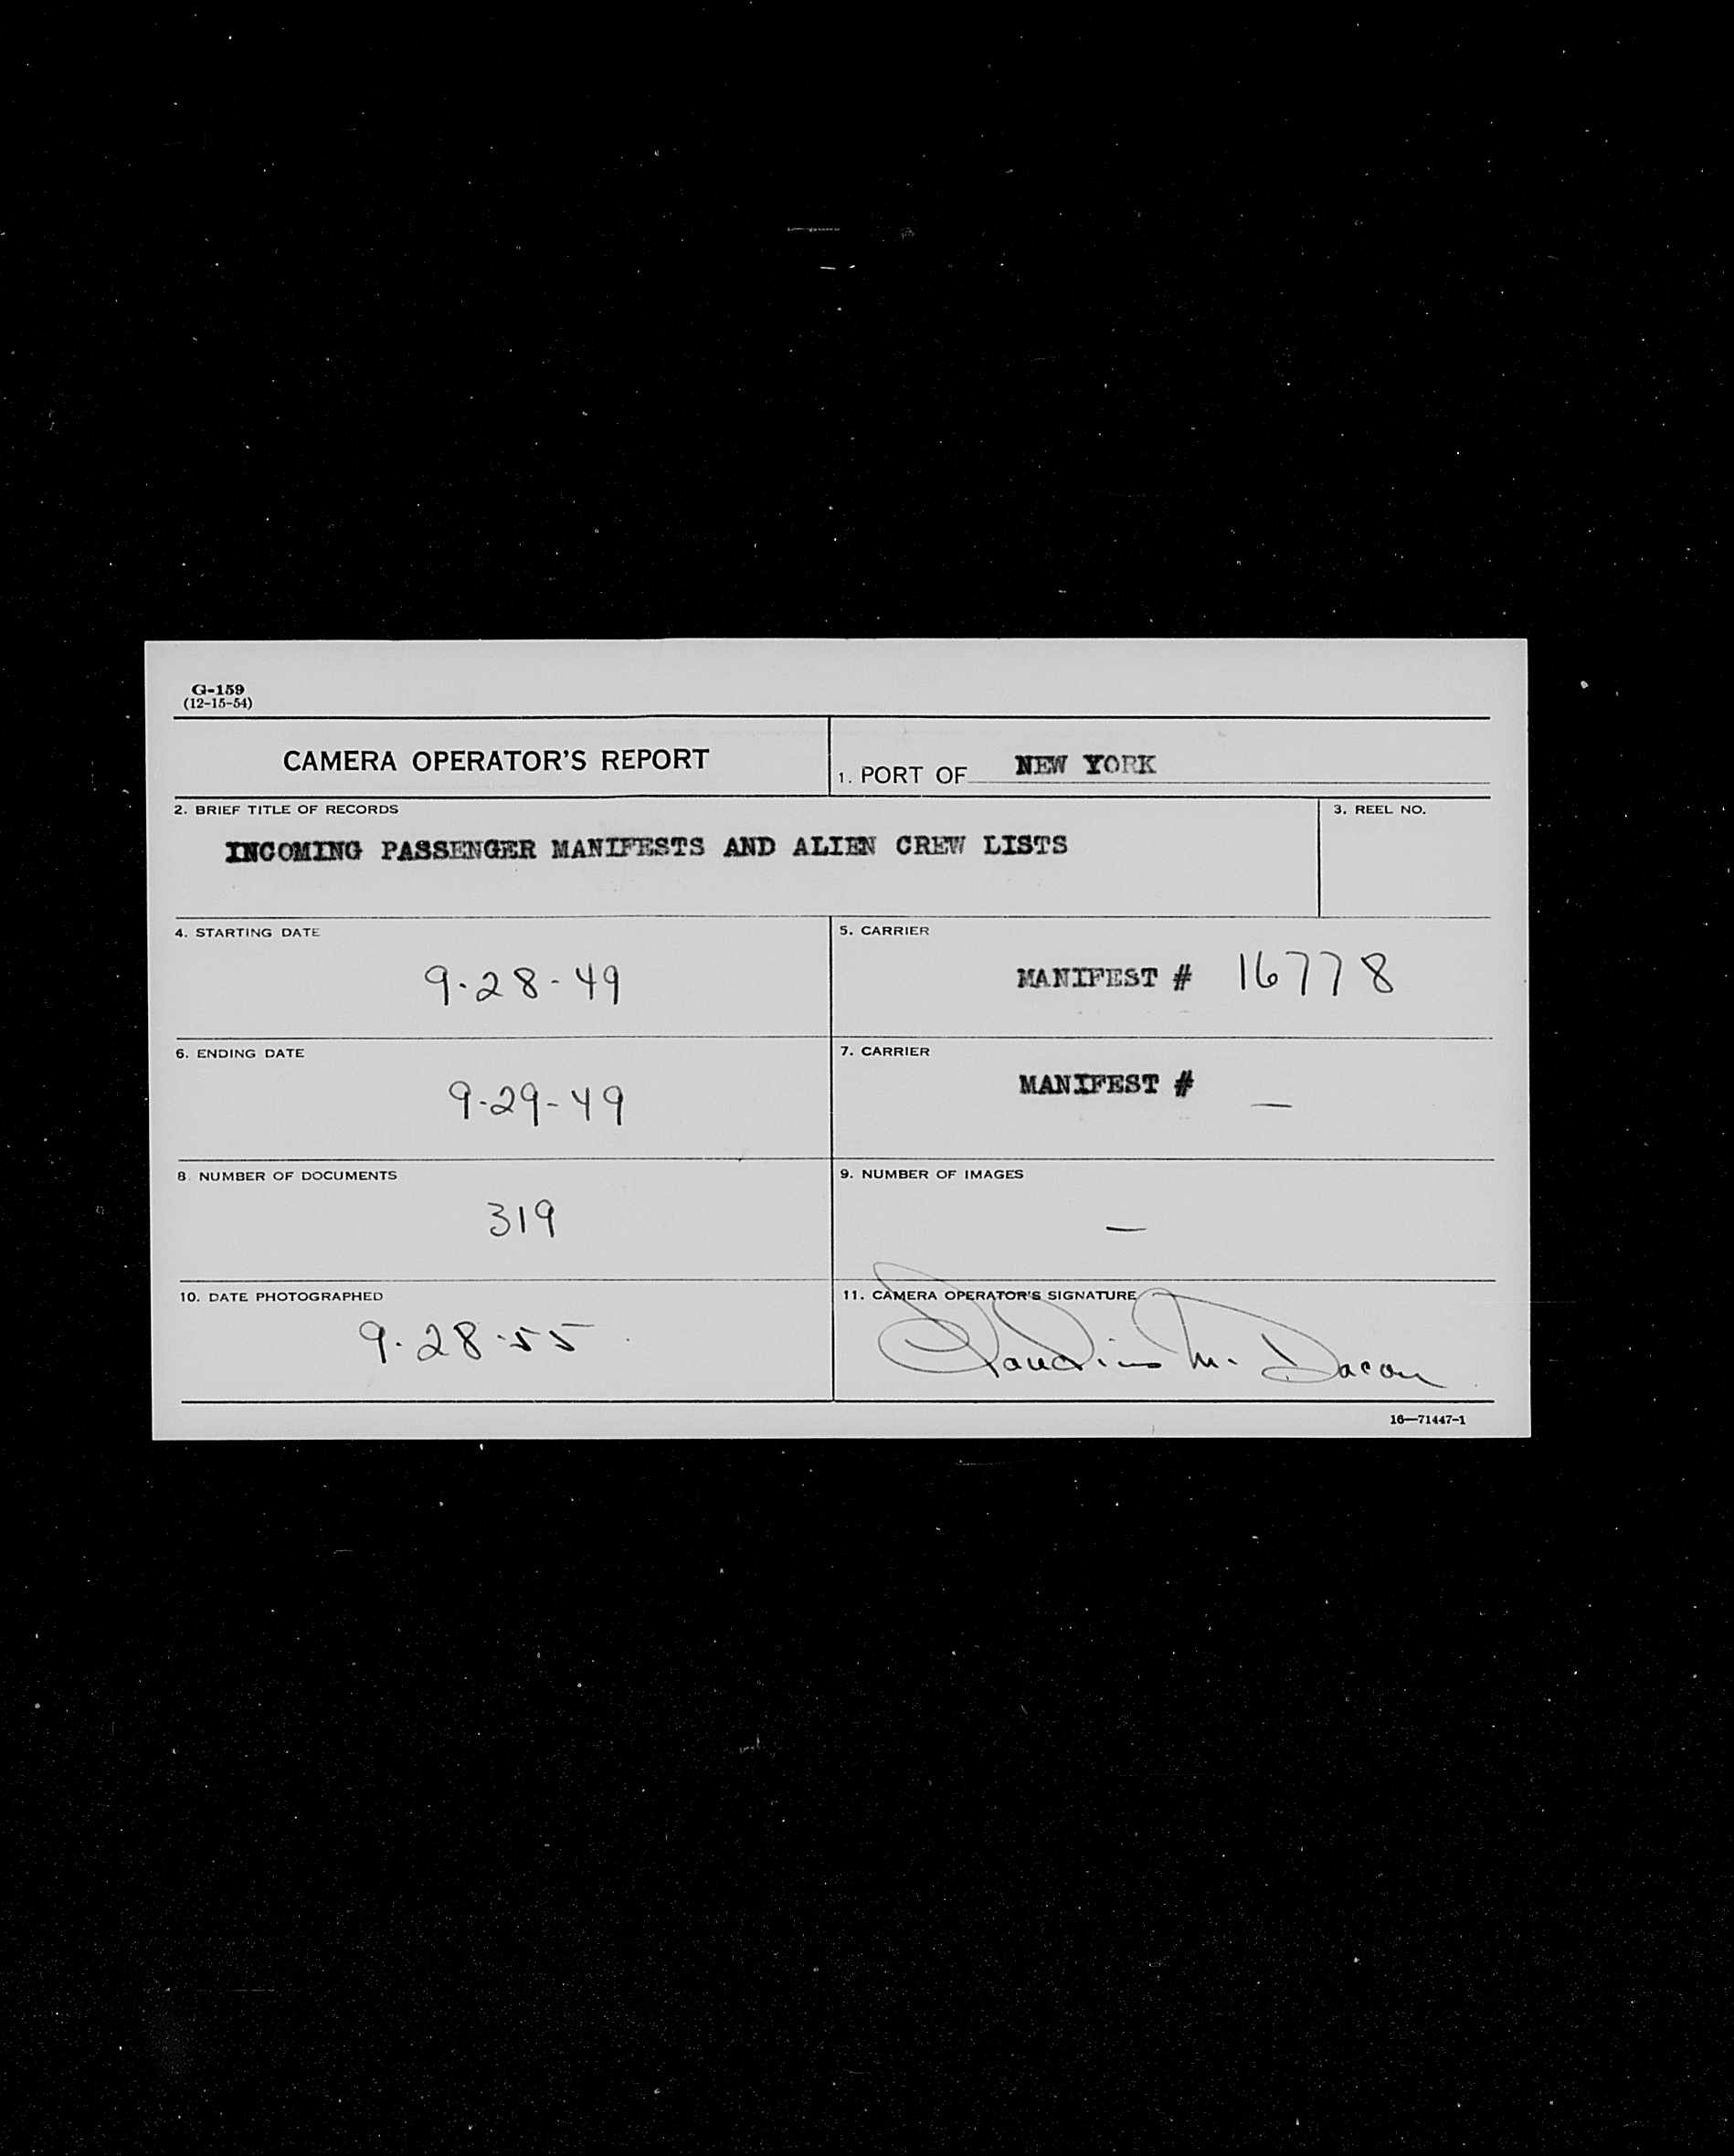 G-159
(12-15-54)
CAMERA OPERATOR'S REPORT
1. PORT OF NEW YORK
2. BRIEF TITLE OF RECORDS
INCOMING PASSENGER MANIFESTS AND ALIEN CREW LISTS
3. REEL NO.
4. STARTING DATE
9-28-49
5. CARRIER
MANIFEST # 16778
6. ENDING DATE
9-29-49
7. CARRIER
MANIFEST # —
8. NUMBER OF DOCUMENTS
319
9. NUMBER OF IMAGES
—
10. DATE PHOTOGRAPHED
9-28-55
11. CAMERA OPERATOR'S SIGNATURE
M. Dacon
16—71447-1